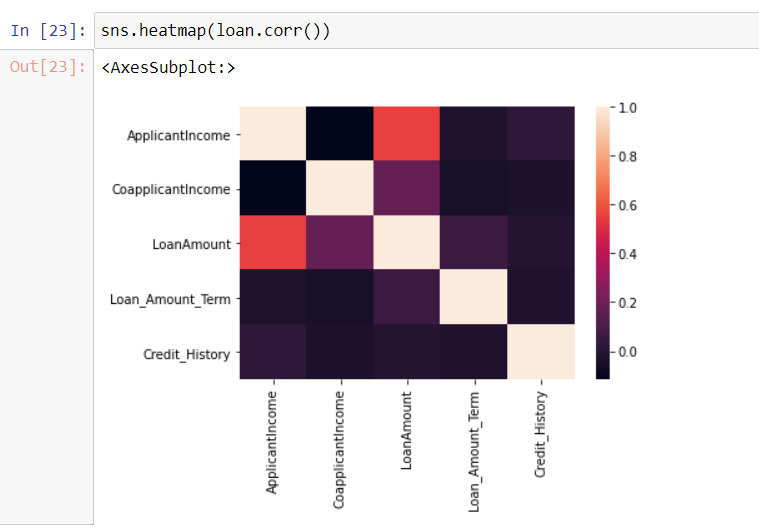 In [23]: sns.heatmap(loan.corr())
Out[23]: <AxesSubplot:>
ApplicantIncome
CoapplicantIncome
LoanAmount
Loan_Amount_Term
Credit_History
1.0
0.8
0.6
0.4
0.2
0.0
ApplicantIncome
CoapplicantIncome
LoanAmount
Loan_Amount_Term
Credit_History